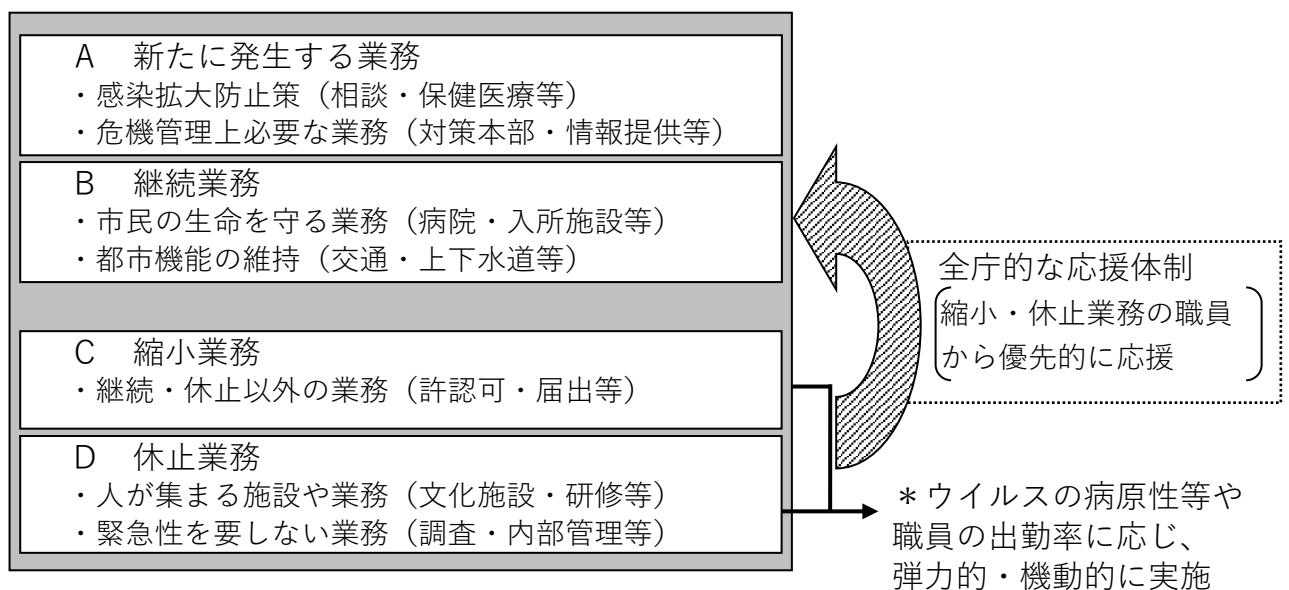 A　新たに発生する業務
・感染拡大防止策（相談・保健医療等）
・危機管理上必要な業務（対策本部・情報提供等）
B　継続業務
・市民の生命を守る業務（病院・入所施設等）
・都市機能の維持（交通・上下水道等）
C　縮小業務
・継続・休止以外の業務（許認可・届出等）
D　休止業務
・人が集まる施設や業務（文化施設・研修等）
・緊急性を要しない業務（調査・内部管理等）
全庁的な応援体制
縮小・休止業務の職員
から優先的に応援
＊ウイルスの病原性等や
職員の出勤率に応じ、
弾力的・機動的に実施